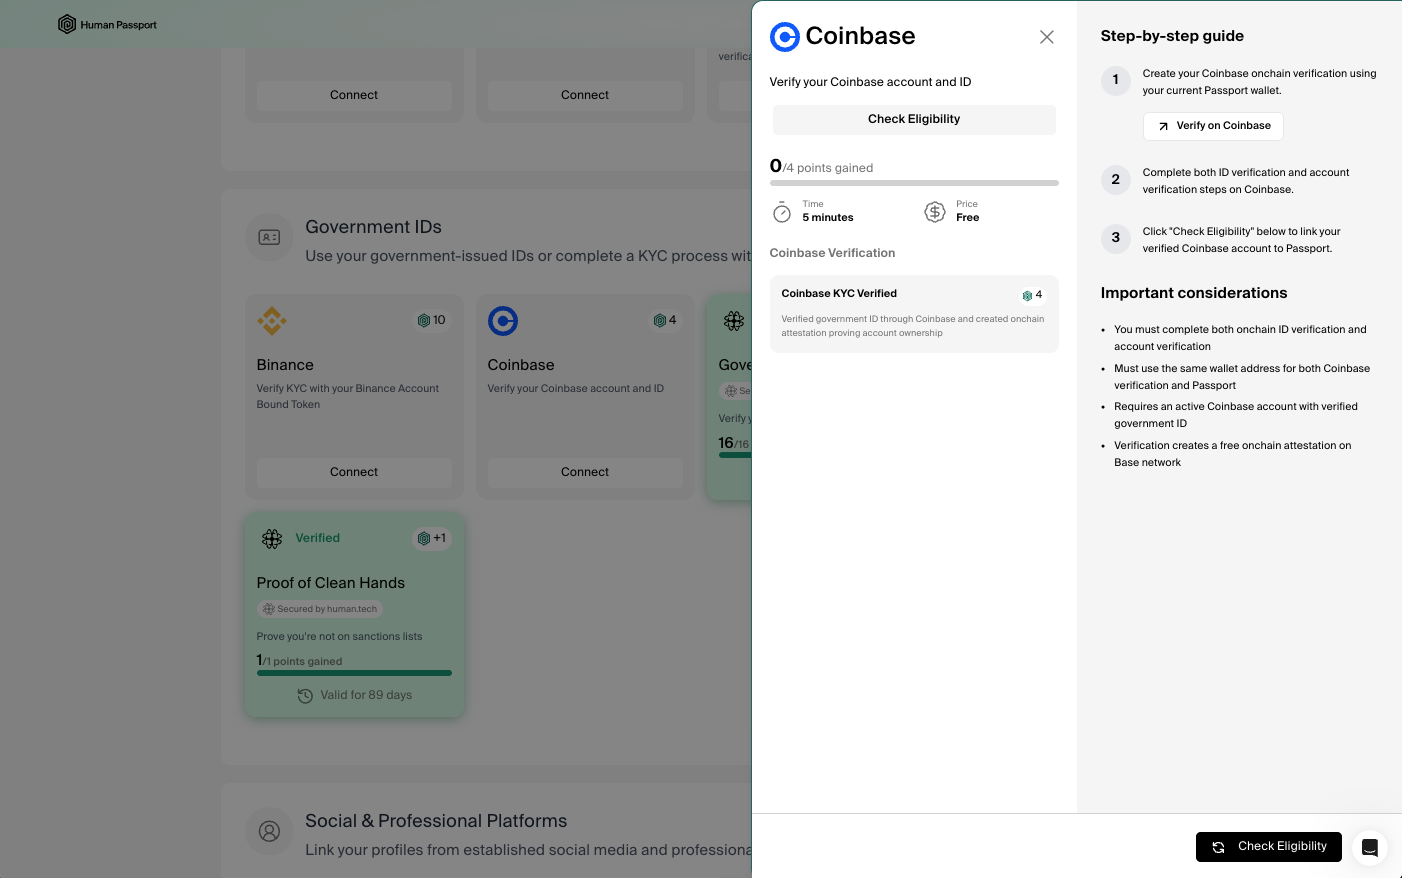 Human Passport
verifica
Connect
Connect
Government IDs
Use your government-issued IDs or complete a KYC process wit
10
Binance
Verify KYC with your Binance Account
Bound Token
Connect
4
Coinbase
Verify your Coinbase account and ID
Connect
Gove
Se
Verify y
16/16
Verified
+1
Proof of Clean Hands
Secured by human.tech
Prove you're not on sanctions lists
1/1 points gained
Valid for 89 days
Social & Professional Platforms
Link your profiles from established social media and professiona
Coinbase
Verify your Coinbase account and ID
Check Eligibility
0/4 points gained
Time
5 minutes
Price
Free
Coinbase Verification
Coinbase KYC Verified
4
Verified government ID through Coinbase and created onchain
attestation proving account ownership
Step-by-step guide
1
Create your Coinbase onchain verification using
your current Passport wallet.
Verify on Coinbase
2
Complete both ID verification and account
verification steps on Coinbase.
3
Click "Check Eligibility" below to link your
verified Coinbase account to Passport.
Important considerations
• You must complete both onchain ID verification and
account verification
• Must use the same wallet address for both Coinbase
verification and Passport
• Requires an active Coinbase account with verified
government ID
• Verification creates a free onchain attestation on
Base network
Check Eligibility